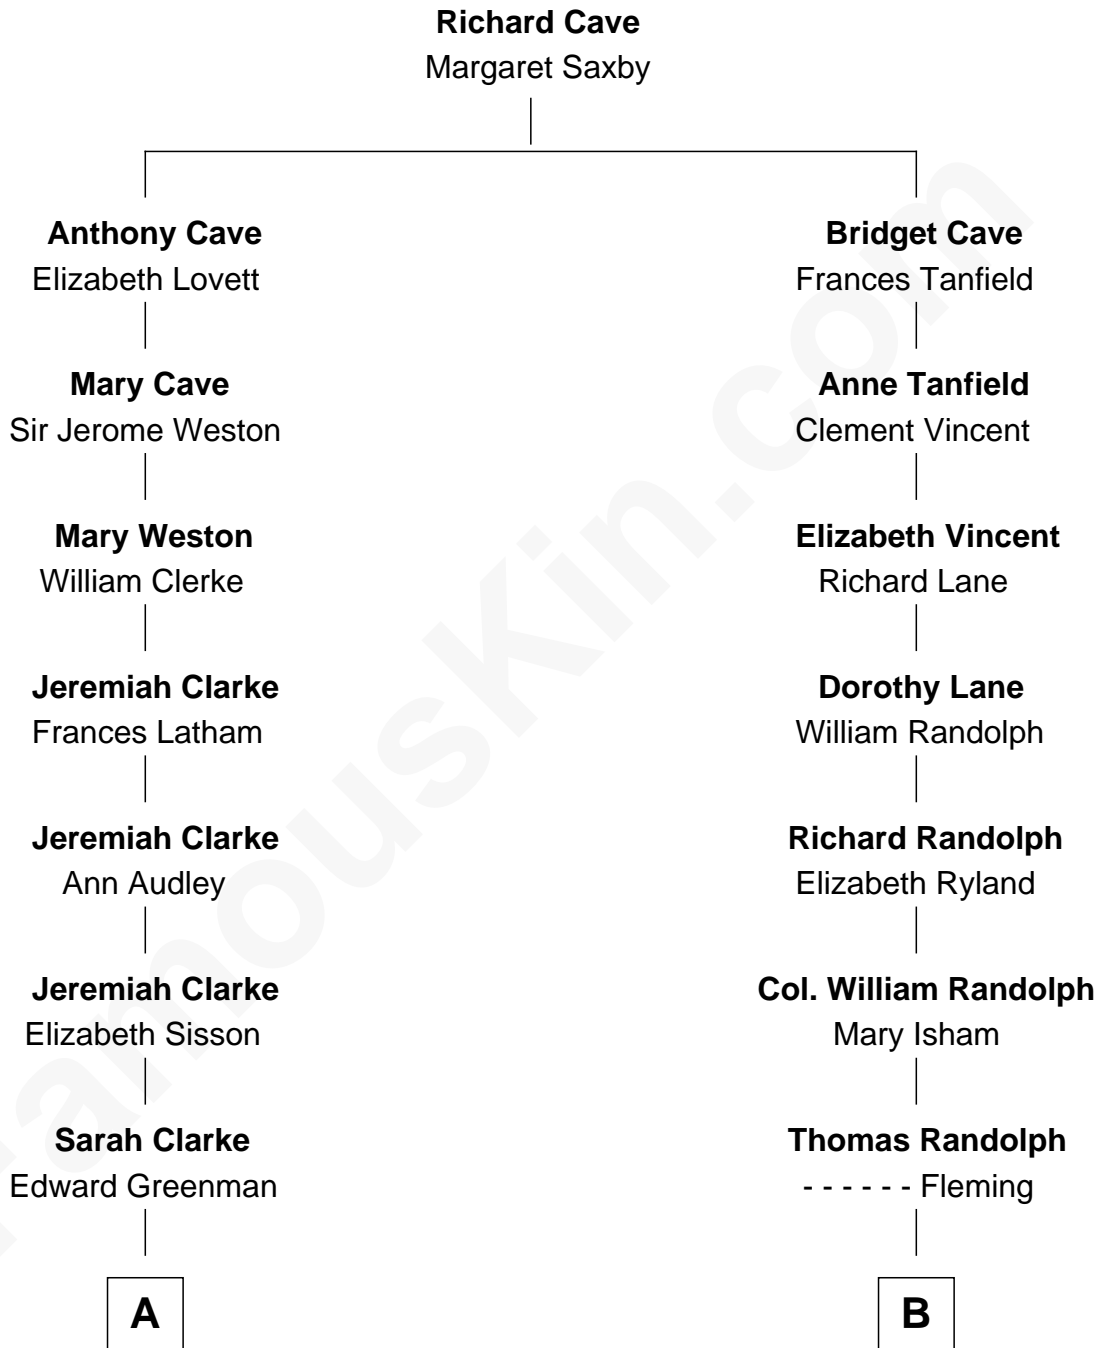 Richard Cave
Margaret Saxby
Anthony Cave
Elizabeth Lovett
Bridget Cave
Frances Tanfield
Mary Cave
Sir Jerome Weston
Anne Tanfield
Clement Vincent
Mary Weston
William Clerke
Elizabeth Vincent
Richard Lane
Jeremiah Clarke
Frances Latham
Dorothy Lane
William Randolph
Jeremiah Clarke
Ann Audley
Richard Randolph
Elizabeth Ryland
Jeremiah Clarke
Elizabeth Sisson
Col. William Randolph
Mary Isham
Sarah Clarke
Edward Greenman
Thomas Randolph
- - - - - - Fleming
A
B
FamousKin.com